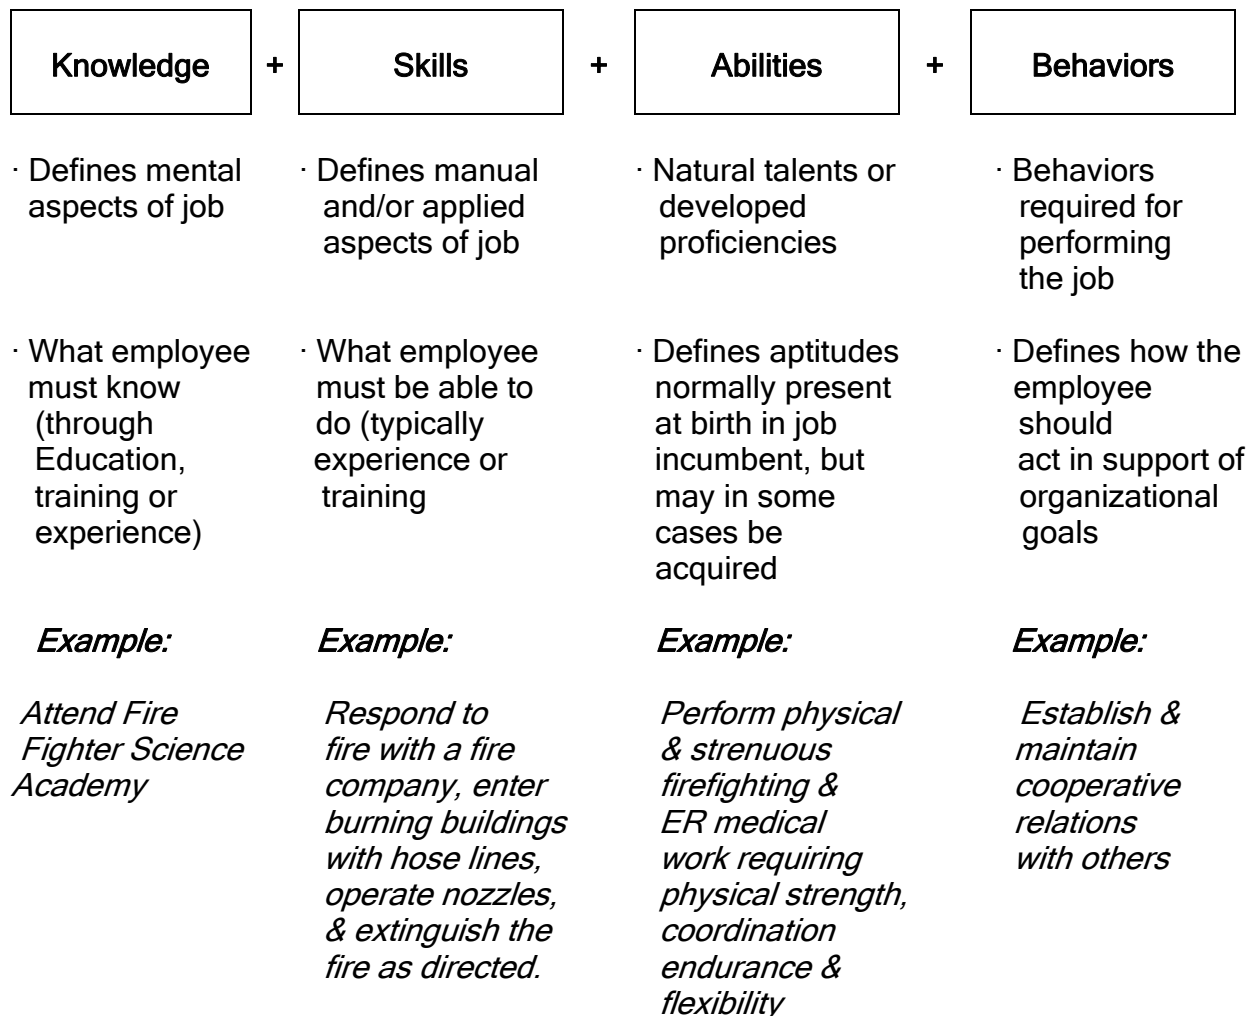 Knowledge + Skills + Abilities + Behaviors
· Defines mental
aspects of job
· What employee
must know
(through
Education,
training or
experience)
Example:
Attend Fire
Fighter Science
Academy
· Defines manual
and/or applied
aspects of job
· What employee
must be able to
do (typically
experience or
training
Example:
Respond to
fire with a fire
company, enter
burning buildings
with hose lines,
operate nozzles,
& extinguish the
fire as directed.
· Natural talents or
developed
proficiencies
· Defines aptitudes
normally present
at birth in job
incumbent, but
may in some
cases be
acquired
Example:
Perform physical
& strenuous
firefighting &
ER medical
work requiring
physical strength,
coordination
endurance &
flexibility
· Behaviors
required for
performing
the job
· Defines how the
employee
should
act in support of
organizational
goals
Example:
Establish &
maintain
cooperative
relations
with others